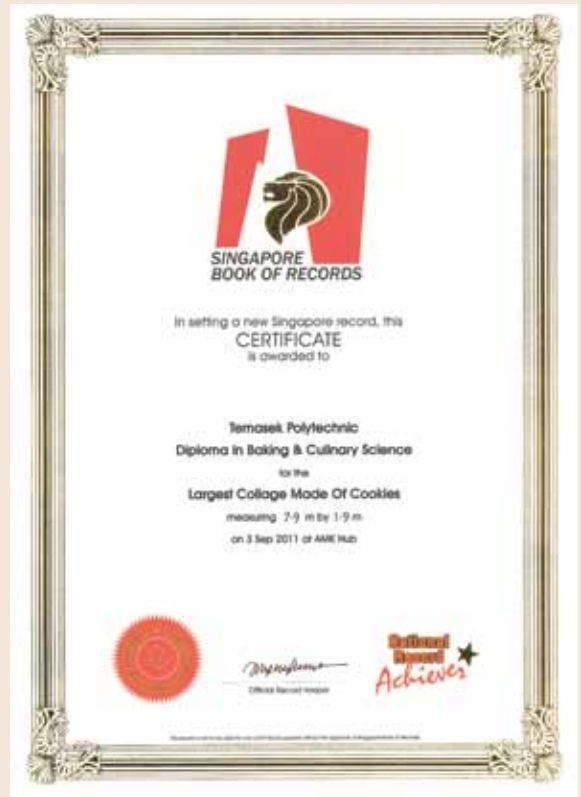 SINGAPORE
BOOK OF RECORDS
In setting a new Singapore record, this
CERTIFICATE
is awarded to
Temasek Polytechnic
Diploma in Baking & Culinary Science
for the
Largest Collage Made Of Cookies
measuring 7.9 m by 1.9 m
on 3 Sep 2011 at AMK Hub
Official Record Keeper
National
Record
Achiever